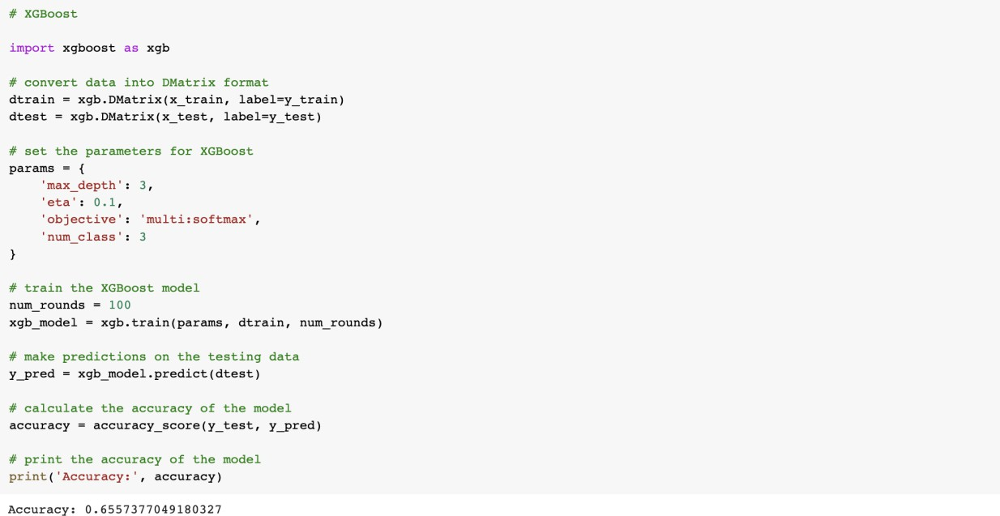 # XGBoost
import xgboost as xgb
# convert data into DMatrix format
dtrain = xgb.DMatrix(x_train, label=y_train)
dtest = xgb.DMatrix(x_test, label=y_test)
# set the parameters for XGBoost
params = {
    'max_depth': 3,
    'eta': 0.1,
    'objective': 'multi:softmax',
    'num_class': 3
}
# train the XGBoost model
num_rounds = 100
xgb_model = xgb.train(params, dtrain, num_rounds)
# make predictions on the testing data
y_pred = xgb_model.predict(dtest)
# calculate the accuracy of the model
accuracy = accuracy_score(y_test, y_pred)
# print the accuracy of the model
print('Accuracy:', accuracy)
Accuracy: 0.6557377049180327